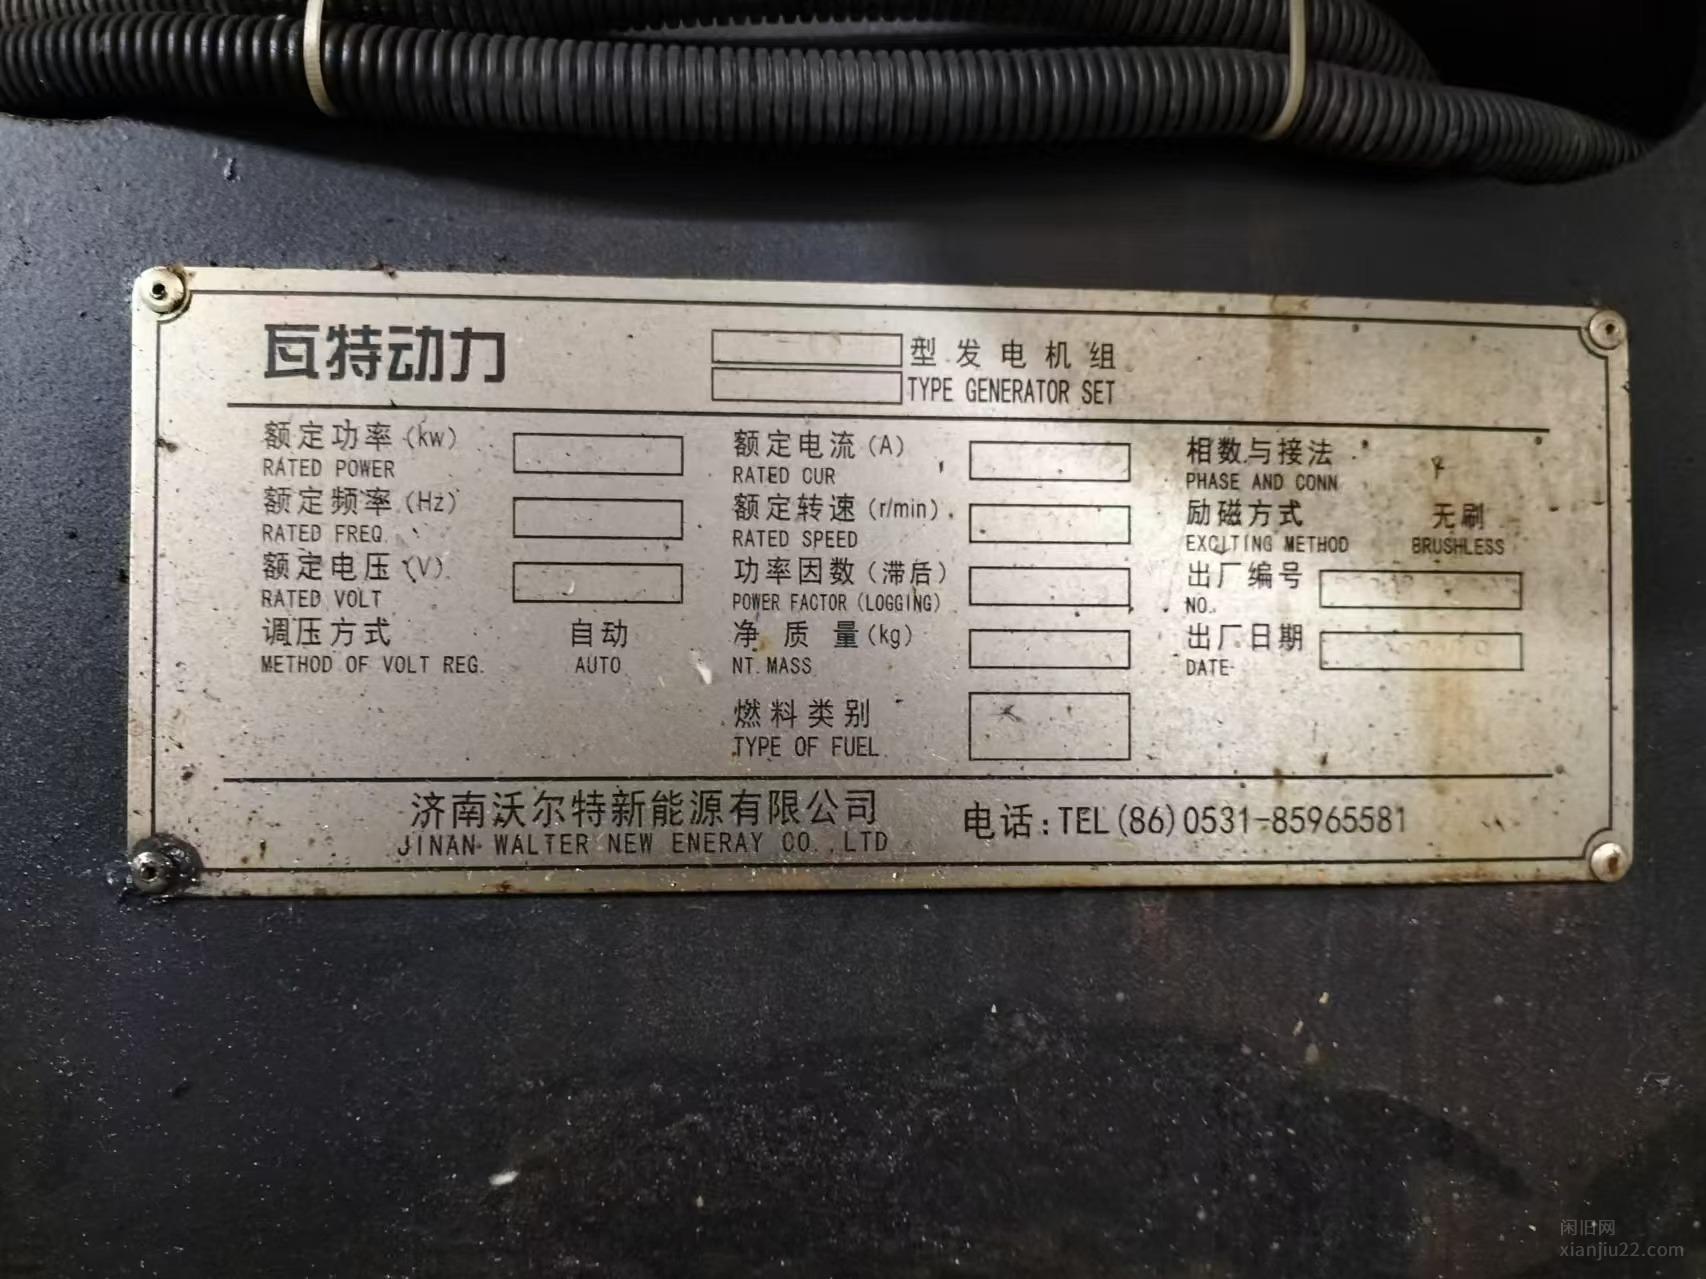 瓦特动力
型发电机组
TYPE GENERATOR SET
额定功率(kw)
RATED POWER
额定频率(Hz)
RATED FREQ.
额定电压(V)
RATED VOLT
调压方式 自动
METHOD OF VOLT REG. AUTO
额定电流(A)
RATED CUR
额定转速(r/min)
RATED SPEED
功率因数(滞后)
POWER FACTOR (LOGGING)
净质量(kg)
NT.MASS
燃料类别
TYPE OF FUEL
相数与接法
PHASE AND CONN
励磁方式 无刷
EXCITING METHOD BRUSHLESS
出厂编号
NO.
出厂日期
DATE
济南沃尔特新能源有限公司
JINAN WALTER NEW ENERAY CO.,LTD
电话:TEL(86)0531-85965581
闲旧网
xianjiu22.com